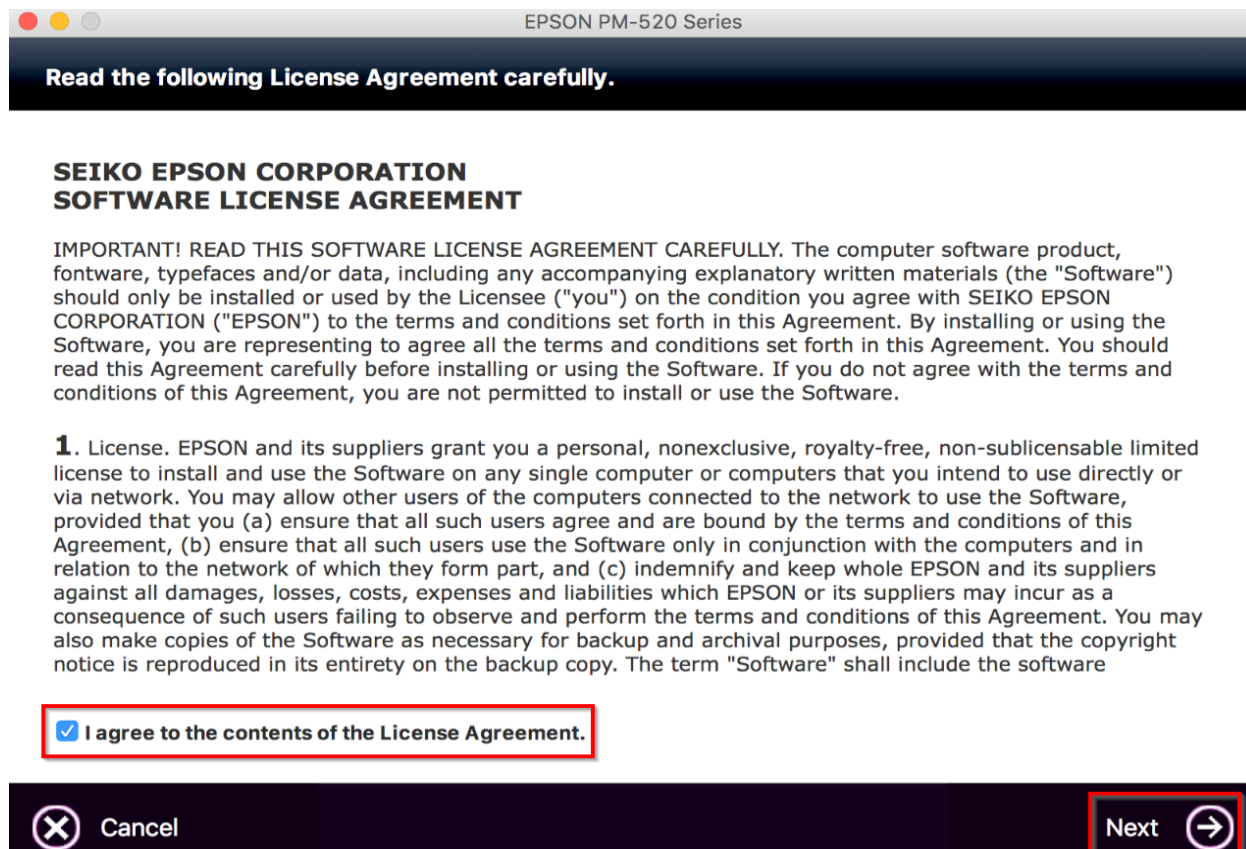 EPSON PM-520 Series
Read the following License Agreement carefully.
SEIKO EPSON CORPORATION
SOFTWARE LICENSE AGREEMENT
IMPORTANT! READ THIS SOFTWARE LICENSE AGREEMENT CAREFULLY. The computer software product,
fontware, typefaces and/or data, including any accompanying explanatory written materials (the "Software")
should only be installed or used by the Licensee ("you") on the condition you agree with SEIKO EPSON
CORPORATION ("EPSON") to the terms and conditions set forth in this Agreement. By installing or using the
Software, you are representing to agree all the terms and conditions set forth in this Agreement. You should
read this Agreement carefully before installing or using the Software. If you do not agree with the terms and
conditions of this Agreement, you are not permitted to install or use the Software.
1. License. EPSON and its suppliers grant you a personal, nonexclusive, royalty-free, non-sublicensable limited
license to install and use the Software on any single computer or computers that you intend to use directly or
via network. You may allow other users of the computers connected to the network to use the Software,
provided that you (a) ensure that all such users agree and are bound by the terms and conditions of this
Agreement, (b) ensure that all such users use the Software only in conjunction with the computers and in
relation to the network of which they form part, and (c) indemnify and keep whole EPSON and its suppliers
against all damages, losses, costs, expenses and liabilities which EPSON or its suppliers may incur as a
consequence of such users failing to observe and perform the terms and conditions of this Agreement. You may
also make copies of the Software as necessary for backup and archival purposes, provided that the copyright
notice is reproduced in its entirety on the backup copy. The term "Software" shall include the software
I agree to the contents of the License Agreement.
Cancel
Next